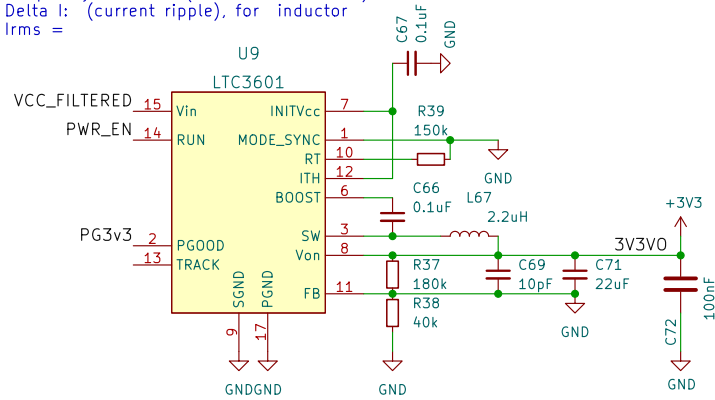 Delta I: (current ripple), for inductor
Irms =
C67
0.1uF
GND
U9
LTC3601
VCC_FILTERED
15
Vin
INITVcc
7
R39
150k
PWR_EN
14
RUN
MODE_SYNC
1
RT
10
GND
ITH
12
BOOST
6
C66
0.1uF
L67
2.2uH
+3V3
PG3v3
2
PGOOD
SW
3
3V3VO
Von
8
13
TRACK
R37
180k
C69
10pF
C71
22uF
100nF
C72
SGND
PGND
FB
11
R38
40k
GND
9
17
GND
GND
GND
GND